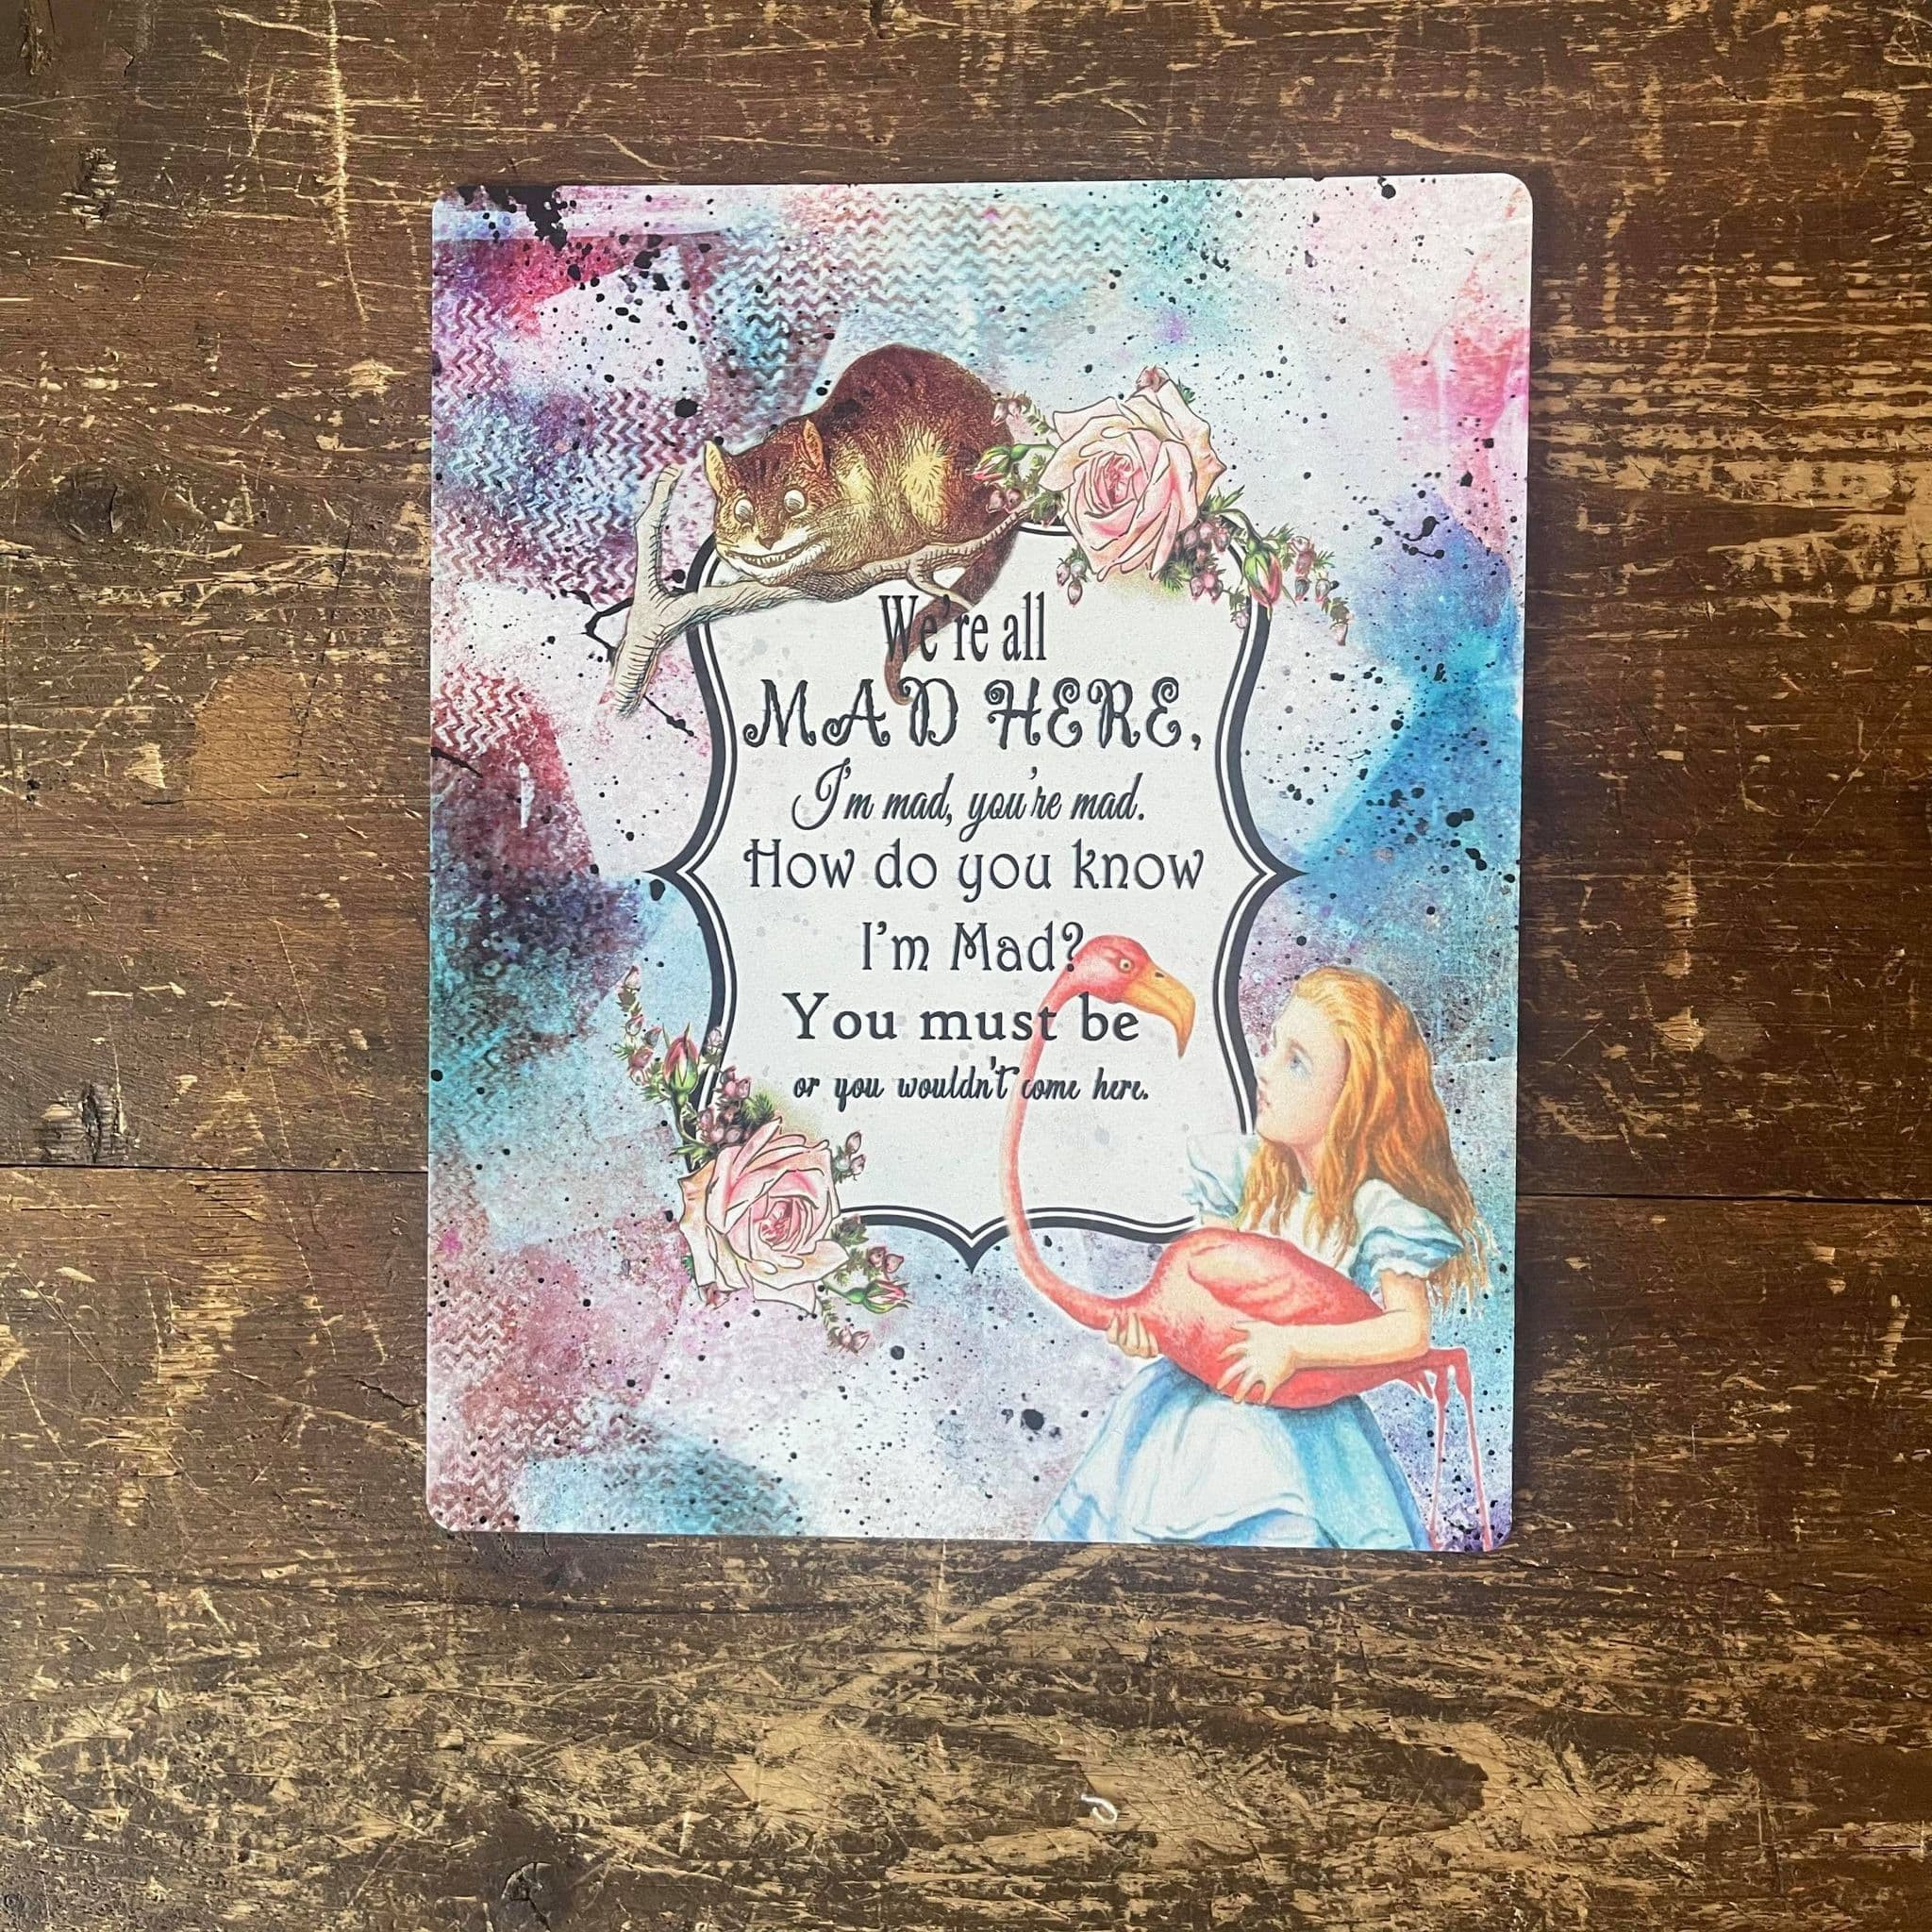 We're all
MAD HERE,
I'm mad, you're mad.
How do you know
I'm Mad?
You must be
or you wouldn't come here.